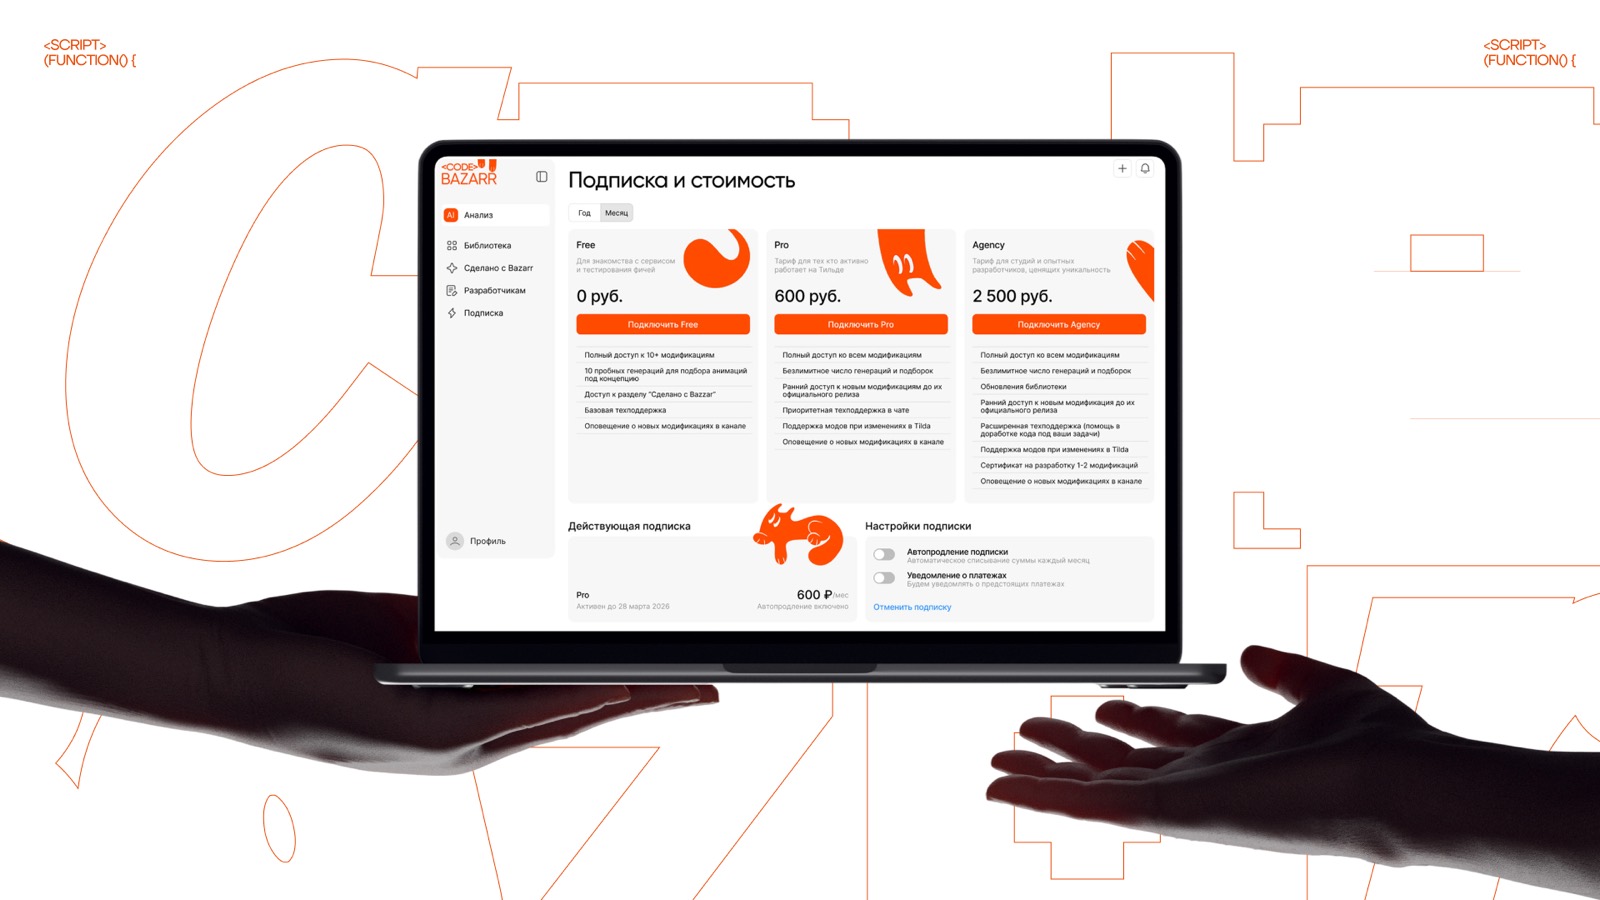 <SCRIPT>
(FUNCTION() {
<SCRIPT>
(FUNCTION() {
<CODE>
BAZARR
Ai Анализ
Библиотека
Сделано с Bazarr
Разработчикам
Подписка
Профиль
Подписка и стоимость
Год Месяц
Free
Для знакомства с сервисом
и тестирования фичей
0 руб.
Подключить Free
Полный доступ к 10+ модификациям
10 пробных генераций для подбора анимаций
под концепцию
Доступ к разделу "Сделано с Bazzar"
Базовая техподдержка
Оповещение о новых модификациях в канале
Pro
Тариф для тех кто активно
работает на Тильде
600 руб.
Подключить Pro
Полный доступ ко всем модификациям
Безлимитное число генераций и подборок
Ранний доступ к новым модификациям до их
официального релиза
Приоритетная техподдержка в чате
Поддержка модов при изменениях в Tilda
Оповещение о новых модификациях в канале
Agency
Тариф для студий и опытных
разработчиков, ценящих уникальность
2 500 руб.
Подключить Agency
Полный доступ ко всем модификациям
Безлимитное число генераций и подборок
Обновления библиотеки
Ранний доступ к новым модификация до их
официального релиза
Расширенная техподдержка (помощь в
доработке кода под ваши задачи)
Поддержка модов при изменениях в Tilda
Сертификат на разработку 1-2 модификаций
Оповещение о новых модификациях в канале
Действующая подписка
Pro
Активен до 28 марта 2026
600 ₽/мес
Автопродление включено
Настройки подписки
Автопродление подписки
Автоматическое списывание суммы каждый месяц
Уведомление о платежах
Будем уведомлять о предстоящих платежах
Отменить подписку